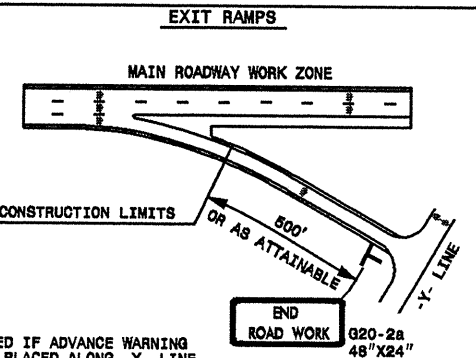 EXIT RAMPS
MAIN ROADWAY WORK ZONE
CONSTRUCTION LIMITS
500'
OR AS ATTAINABLE
-Y- LINE
END
ROAD WORK
G20-2a
48"X24"
ED IF ADVANCE WARNING
PLACED ALONG -Y- LINE